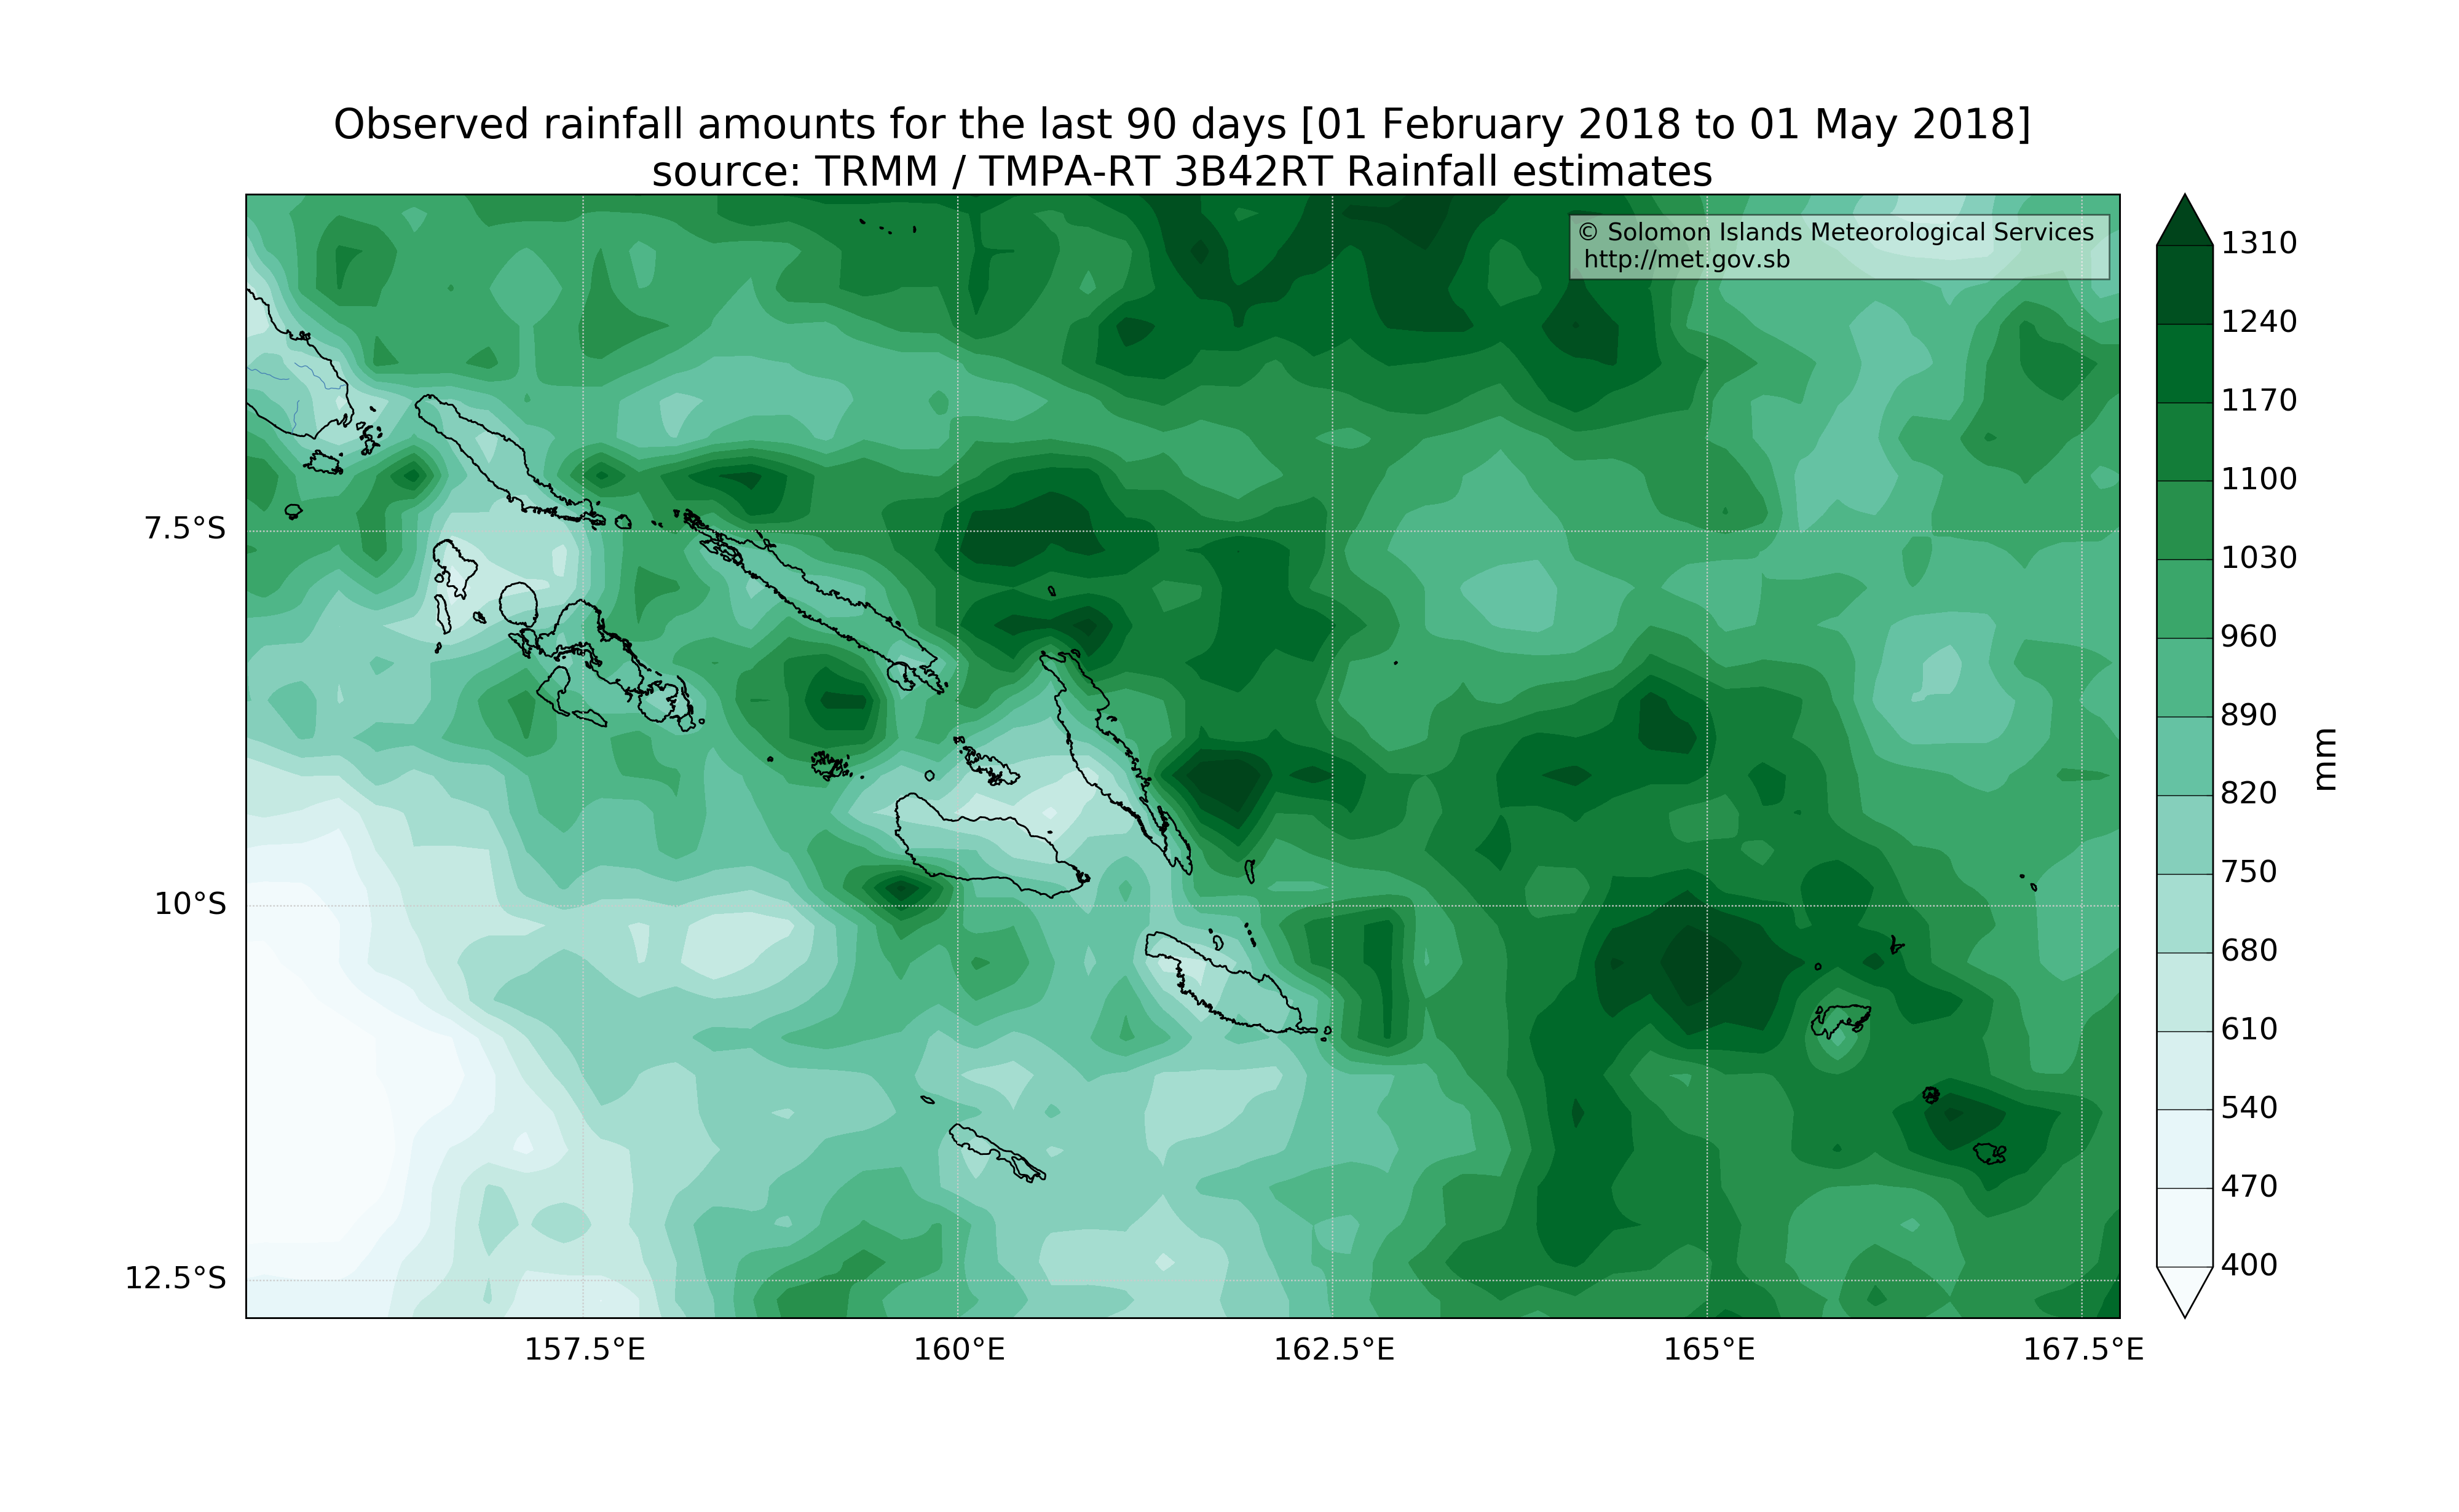 Observed rainfall amounts for the last 90 days [01 February 2018 to 01 May 2018]
source: TRMM / TMPA-RT 3B42RT Rainfall estimates
© Solomon Islands Meteorological Services
http://met.gov.sb
7.5°S
10°S
12.5°S
157.5°E
160°E
162.5°E
165°E
167.5°E
1310
1240
1170
1100
1030
960
890
820
750
680
610
540
470
400
mm